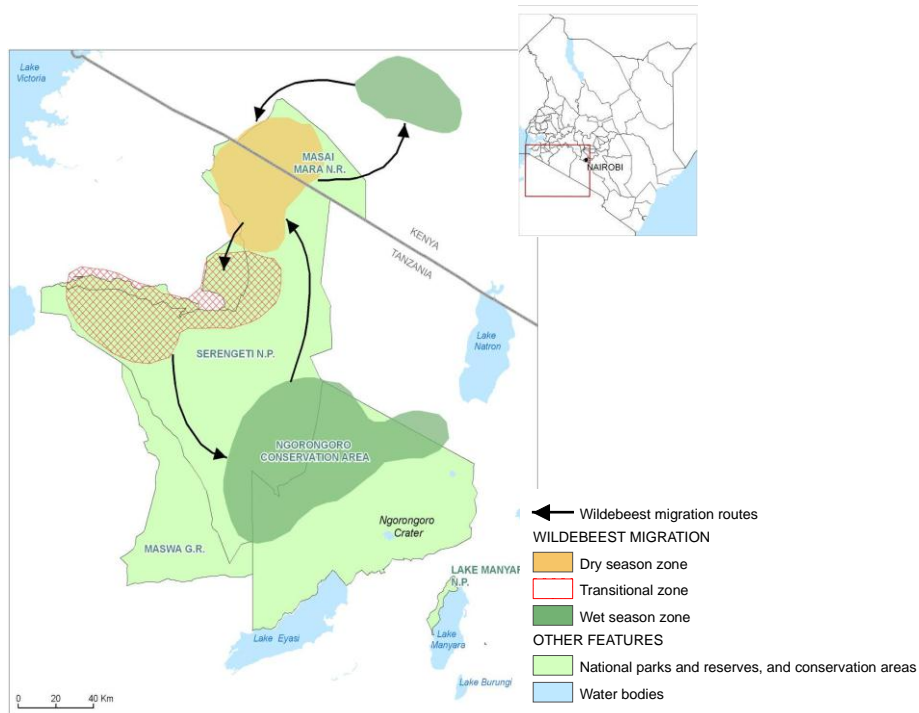 Lake
Victoria
MASAI
MARA N.R.
KENYA
TANZANIA
NAIROBI
SERENGETI N.P.
Lake
Natron
NGORONGORO
CONSERVATION AREA
Ngorongoro
Crater
MASWA G.R.
LAKE MANYAR
N.P.
Lake Eyasi
Lake
Manyara
Lake Burungi
0 20 40 Km
Wildebeest migration routes
WILDEBEEST MIGRATION
Dry season zone
Transitional zone
Wet season zone
OTHER FEATURES
National parks and reserves, and conservation areas
Water bodies